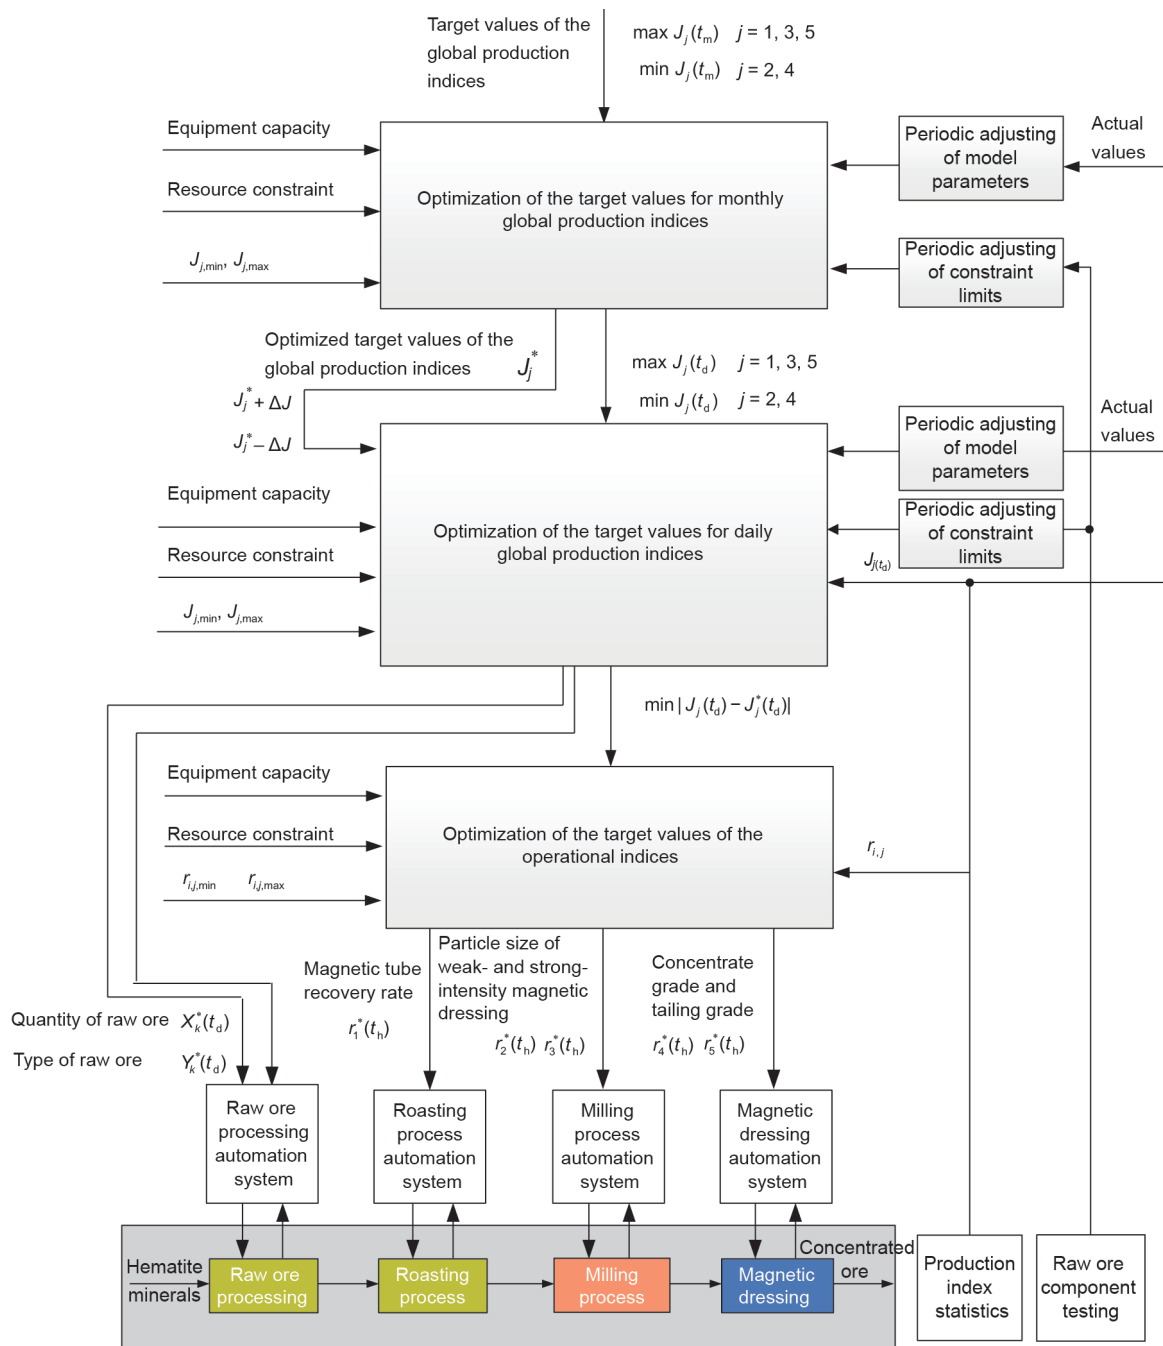 Target values of the
global production
indices
max J_j(t_m)   j = 1, 3, 5
min J_j(t_m)   j = 2, 4
Equipment capacity
Resource constraint
J_j,min, J_j,max
Optimization of the target values for monthly
global production indices
Periodic adjusting
of model
parameters
Actual
values
Periodic adjusting
of constraint
limits
Optimized target values of the
global production indices   J_j^*
J_j^* + ΔJ
J_j^* − ΔJ
max J_j(t_d)   j = 1, 3, 5
min J_j(t_d)   j = 2, 4
Equipment capacity
Resource constraint
J_j,min, J_j,max
Optimization of the target values for daily
global production indices
Periodic adjusting
of model
parameters
Actual
values
Periodic adjusting
of constraint
limits
J_j(t_d)
min | J_j(t_d) − J_j^*(t_d)|
Equipment capacity
Resource constraint
r_i,j,min   r_i,j,max
Optimization of the target values of the
operational indices
r_i,j
Magnetic tube
recovery rate
r_1^*(t_h)
Particle size of
weak- and strong-
intensity magnetic
dressing
r_2^*(t_h) r_3^*(t_h)
Concentrate
grade and
tailing grade
r_4^*(t_h) r_5^*(t_h)
Quantity of raw ore   X_k^*(t_d)
Type of raw ore   Y_k^*(t_d)
Raw ore
processing
automation
system
Roasting
process
automation
system
Milling
process
automation
system
Magnetic
dressing
automation
system
Hematite
minerals
Raw ore
processing
Roasting
process
Milling
process
Magnetic
dressing
Concentrated
ore
Production
index
statistics
Raw ore
component
testing